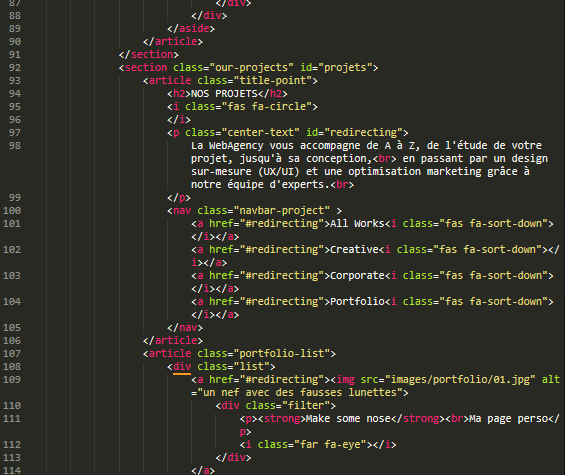 87 </div>
88 </div>
89 </aside>
90 </article>
91 </section>
92 <section class="our-projects" id="projets">
93 <article class="title-point">
94 <h2>NOS PROJETS</h2>
95 <i class="fas fa-circle">
96 </i>
97 <p class="center-text" id="redirecting">
98 La WebAgency vous accompagne de A à Z, de l'étude de votre
projet, jusqu'à sa conception,<br> en passant par un design
sur-mesure (UX/UI) et une optimisation marketing grâce à
notre équipe d'experts.<br>
99 </p>
100 <nav class="navbar-project" >
101 <a href="#redirecting">All Works<i class="fas fa-sort-down">
</i></a>
102 <a href="#redirecting">Creative<i class="fas fa-sort-down"></
i></a>
103 <a href="#redirecting">Corporate<i class="fas fa-sort-down">
</i></a>
104 <a href="#redirecting">Portfolio<i class="fas fa-sort-down">
</i></a>
105 </nav>
106 </article>
107 <article class="portfolio-list">
108 <div class="list">
109 <a href="#redirecting"><img src="images/portfolio/01.jpg" alt
="un nef avec des fausses lunettes">
110 <div class="filter">
111 <p><strong>Make some nose</strong><br>Ma page perso</
p>
112 <i class="far fa-eye"></i>
113 </div>
114 </a>